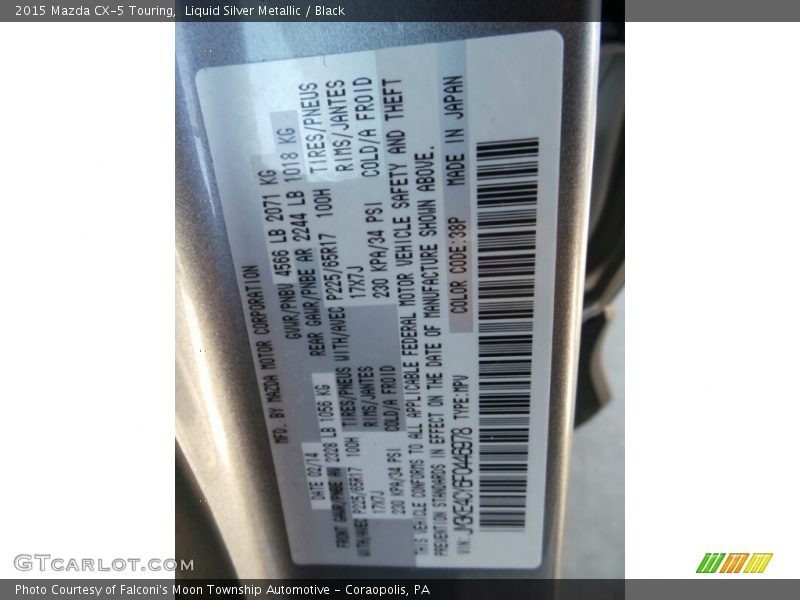 2015 Mazda CX-5 Touring,  Liquid Silver Metallic / Black
MFD. BY MAZDA MOTOR CORPORATION
DATE 02/14
GVWR/PNBV 4566 LB 2071 KG
FRONT GAWR/PNBE AV 2328 LB 1056 KG
REAR GAWR/PNBE AR 2244 LB 1018 KG
WITH/AVEC P225/65R17 100H TIRES/PNEUS WITH/AVEC P225/65R17 100H TIRES/PNEUS
17X7J RIMS/JANTES 17X7J RIMS/JANTES
230 KPA/34 PSI COLD/A FROID 230 KPA/34 PSI COLD/A FROID
THIS VEHICLE CONFORMS TO ALL APPLICABLE FEDERAL MOTOR VEHICLE SAFETY AND THEFT
PREVENTION STANDARDS IN EFFECT ON THE DATE OF MANUFACTURE SHOWN ABOVE.
VIN: JM3KE4CY6F0446978 TYPE:MPV COLOR CODE:38P MADE IN JAPAN
GTCarLot.com
Photo Courtesy of Falconi's Moon Township Automotive - Coraopolis, PA